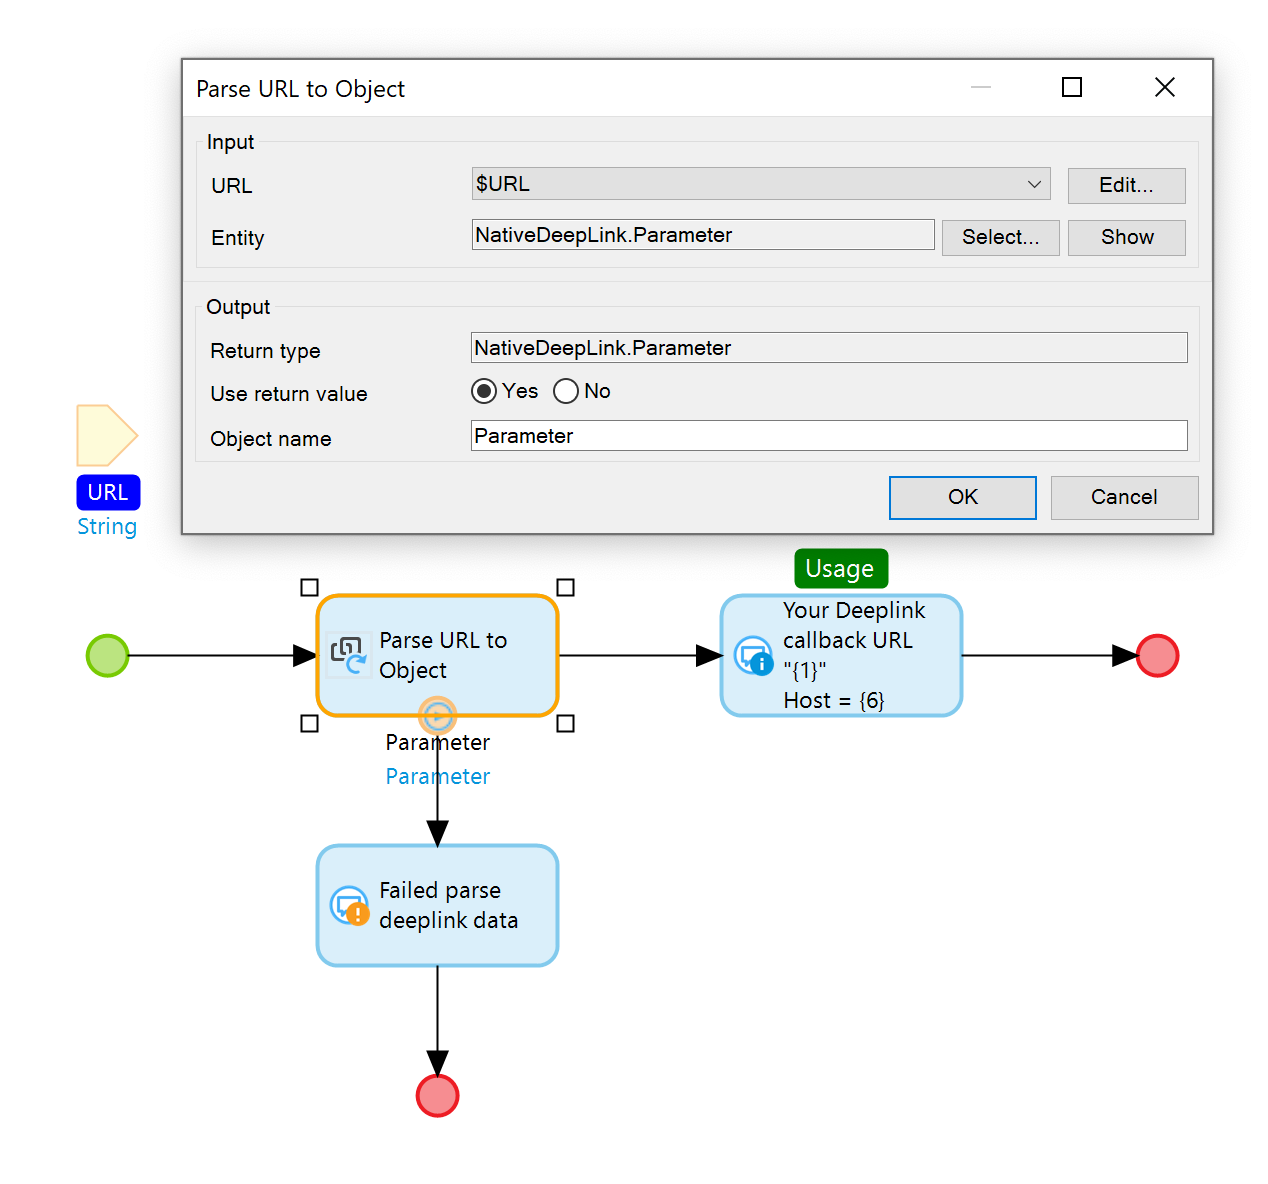 Parse URL to Object
Input
URL
$URL
Edit...
Entity
NativeDeepLink.Parameter
Select...
Show
Output
Return type
NativeDeepLink.Parameter
Use return value
Yes
No
Object name
Parameter
OK
Cancel
URL
String
Usage
Parse URL to
Object
Your Deeplink
callback URL
"{1}"
Host = {6}
Parameter
Parameter
Failed parse
deeplink data